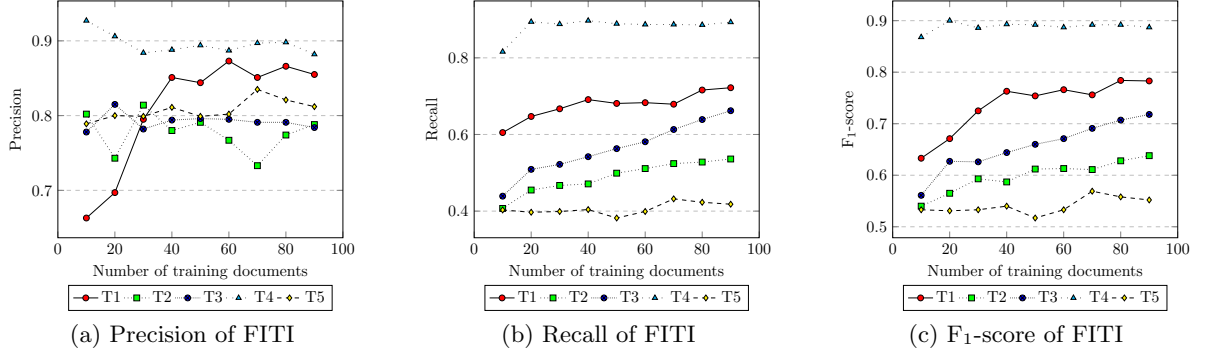 0.9
0.8
0.7
Precision
0 20 40 60 80 100
Number of training documents
T1 T2 T3 T4 T5
(a) Precision of FITI
0.8
0.6
0.4
Recall
0 20 40 60 80 100
Number of training documents
T1 T2 T3 T4 T5
(b) Recall of FITI
0.9
0.8
0.7
0.6
0.5
F₁-score
0 20 40 60 80 100
Number of training documents
T1 T2 T3 T4 T5
(c) F₁-score of FITI